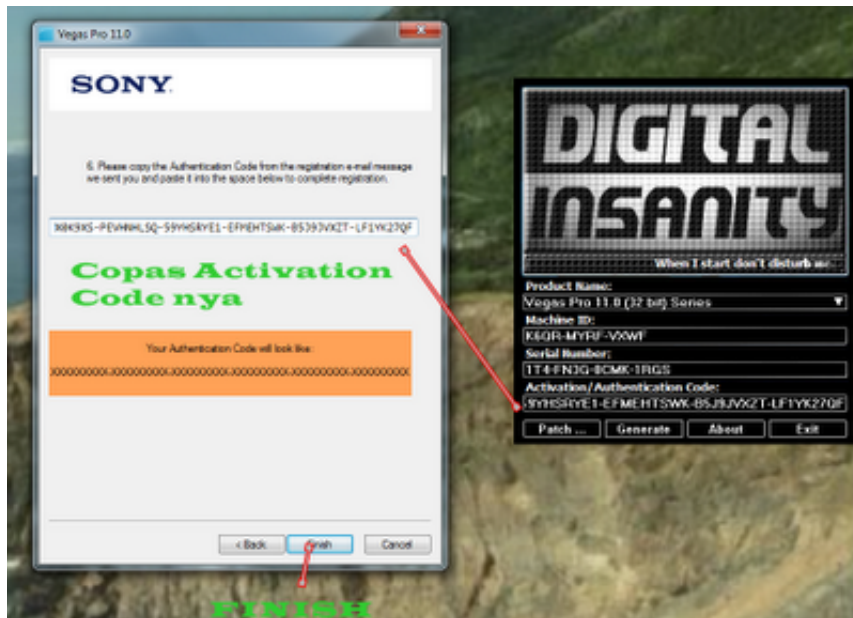 Vegas Pro 11.0
SONY
6. Please copy the Authentication Code from the registration e-mail message
we sent you and paste it into the space below to complete registration.
Copas Activation
Code nya
Your Authentication Code will look like:
< Back
Finish
Cancel
FINISH
DIGITAL
INSANITY
When I start don't disturb me...
Product Name:
Vegas Pro 11.0 (32 bit) Series
Machine ID:
Serial Number:
Activation/Authentication Code:
Patch ... Generate About Exit